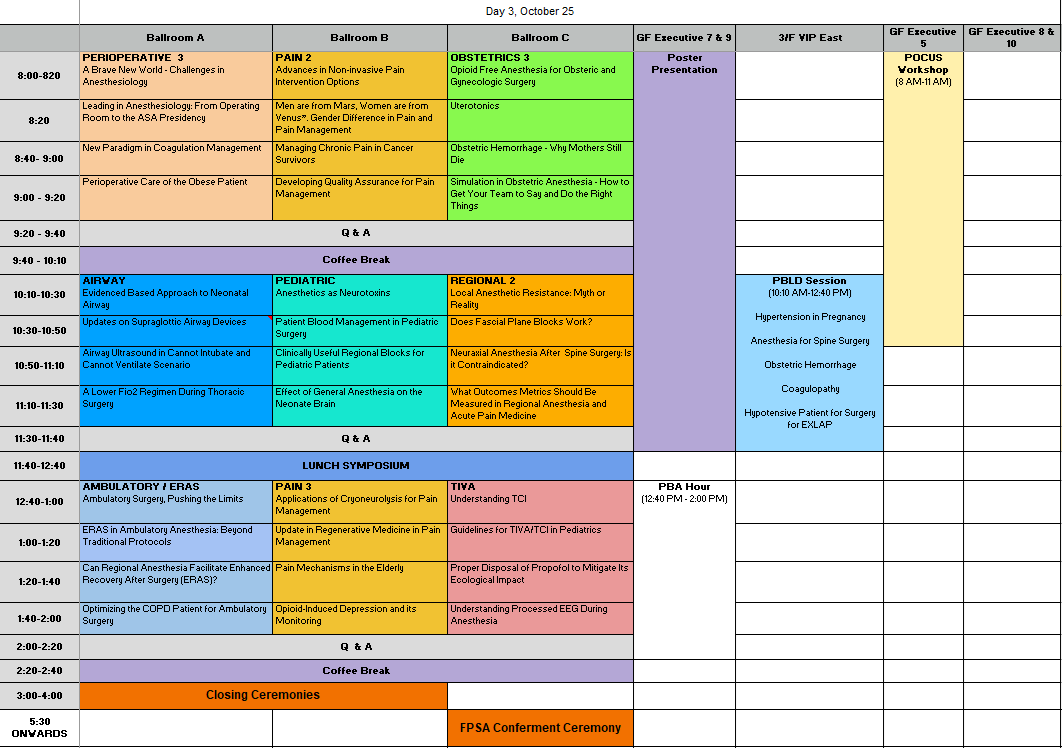 Day 3, October 25
Ballroom A
Ballroom B
Ballroom C
GF Executive 7 & 9
3/F VIP East
GF Executive
5
GF Executive 8 &
10
8:00-820
PERIOPERATIVE 3
A Brave New World - Challenges in
Anesthesiology
PAIN 2
Advances in Non-invasive Pain
Intervention Options
OBSTETRICS 3
Opioid Free Anesthesia for Obsteric and
Gynecologic Surgery
Poster
Presentation
POCUS
Workshop
(8 AM-11 AM)
8:20
Leading in Anesthesiology: From Operating
Room to the ASA Presidency
Men are from Mars, Women are from
Venus*. Gender Difference in Pain and
Pain Management
Uterotonics
8:40- 9:00
New Paradigm in Coagulation Management
Managing Chronic Pain in Cancer
Survivors
Obstetric Hemorrhage - Why Mothers Still
Die
9:00 - 9:20
Perioperative Care of the Obese Patient
Developing Quality Assurance for Pain
Management
Simulation in Obstetric Anesthesia - How to
Get Your Team to Say and Do the Right
Things
9:20 - 9:40
Q & A
9:40 - 10:10
Coffee Break
10:10-10:30
AIRWAY
Evidenced Based Approach to Neonatal
Airway
PEDIATRIC
Anesthetics as Neurotoxins
REGIONAL 2
Local Anesthetic Resistance: Myth or
Reality
PBLD Session
(10:10 AM-12:40 PM)
Hypertension in Pregnancy
Anesthesia for Spine Surgery
Obstetric Hemorrhage
Coagulopathy
Hypotensive Patient for Surgery
for EXLAP
10:30-10:50
Updates on Supraglottic Airway Devices
Patient Blood Management in Pediatric
Surgery
Does Fascial Plane Blocks Work?
10:50-11:10
Airway Ultrasound in Cannot Intubate and
Cannot Ventilate Scenario
Clinically Useful Regional Blocks for
Pediatric Patients
Neuraxial Anesthesia After Spine Surgery: Is
it Contraindicated?
11:10-11:30
A Lower Fio2 Regimen During Thoracic
Surgery
Effect of General Anesthesia on the
Neonate Brain
What Outcomes Metrics Should Be
Measured in Regional Anesthesia and
Acute Pain Medicine
11:30-11:40
Q & A
11:40-12:40
LUNCH SYMPOSIUM
12:40-1:00
AMBULATORY / ERAS
Ambulatory Surgery, Pushing the Limits
PAIN 3
Applications of Cryoneurolysis for Pain
Management
TIVA
Understanding TCI
PBA Hour
(12:40 PM - 2:00 PM)
1:00-1:20
ERAS in Ambulatory Anesthesia: Beyond
Traditional Protocols
Update in Regenerative Medicine in Pain
Management
Guidelines for TIVA/TCI in Pediatrics
1:20-1:40
Can Regional Anesthesia Facilitate Enhanced
Recovery After Surgery (ERAS)?
Pain Mechanisms in the Elderly
Proper Disposal of Propofol to Mitigate Its
Ecological Impact
1:40-2:00
Optimizing the COPD Patient for Ambulatory
Surgery
Opioid-Induced Depression and its
Monitoring
Understanding Processed EEG During
Anesthesia
2:00-2:20
Q & A
2:20-2:40
Coffee Break
3:00-4:00
Closing Ceremonies
5:30
ONWARDS
FPSA Conferment Ceremony